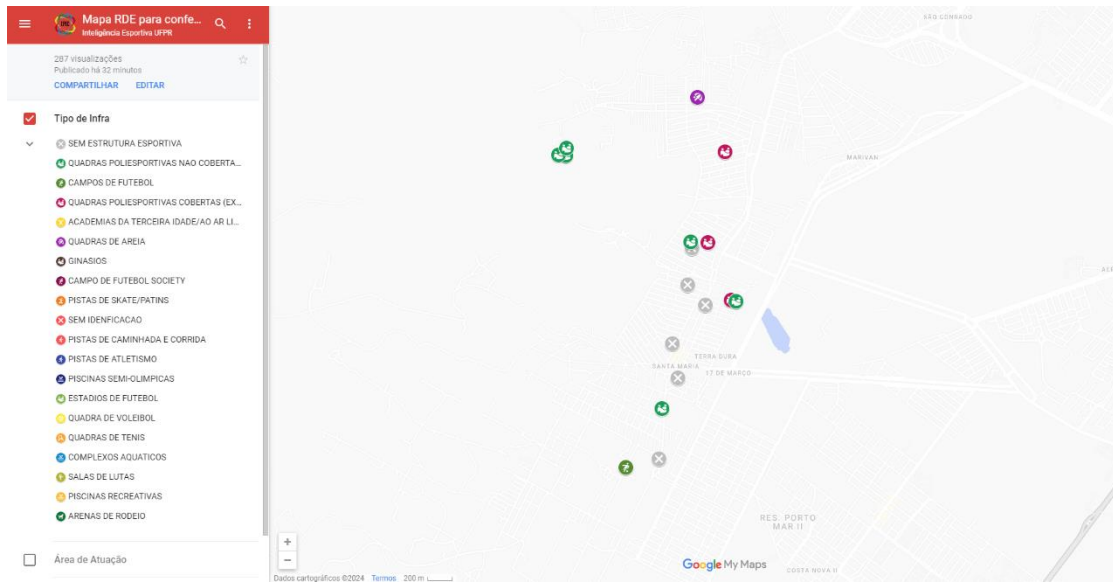 Mapa RDE para confe...
Inteligência Esportiva UFPR
287 visualizações
Publicado há 32 minutos
COMPARTILHAR EDITAR
Tipo de Infra
SEM ESTRUTURA ESPORTIVA
QUADRAS POLIESPORTIVAS NAO COBERTA...
CAMPOS DE FUTEBOL
QUADRAS POLIESPORTIVAS COBERTAS (EX...
ACADEMIAS DA TERCEIRA IDADE/AO AR LI...
QUADRAS DE AREIA
GINASIOS
CAMPO DE FUTEBOL SOCIETY
PISTAS DE SKATE/PATINS
SEM IDENFICACAO
PISTAS DE CAMINHADA E CORRIDA
PISTAS DE ATLETISMO
PISCINAS SEMI-OLIMPICAS
ESTADIOS DE FUTEBOL
QUADRA DE VOLEIBOL
QUADRAS DE TENIS
COMPLEXOS AQUATICOS
SALAS DE LUTAS
PISCINAS RECREATIVAS
ARENAS DE RODEIO
Área de Atuação
SÃO CONRADO
MARIVAN
TERRA DURA
SANTA MARIA
17 DE MARÇO
RES. PORTO
MAR II
COSTA NOVA II
Google My Maps
Dados cartográficos ©2024 Termos 200 m